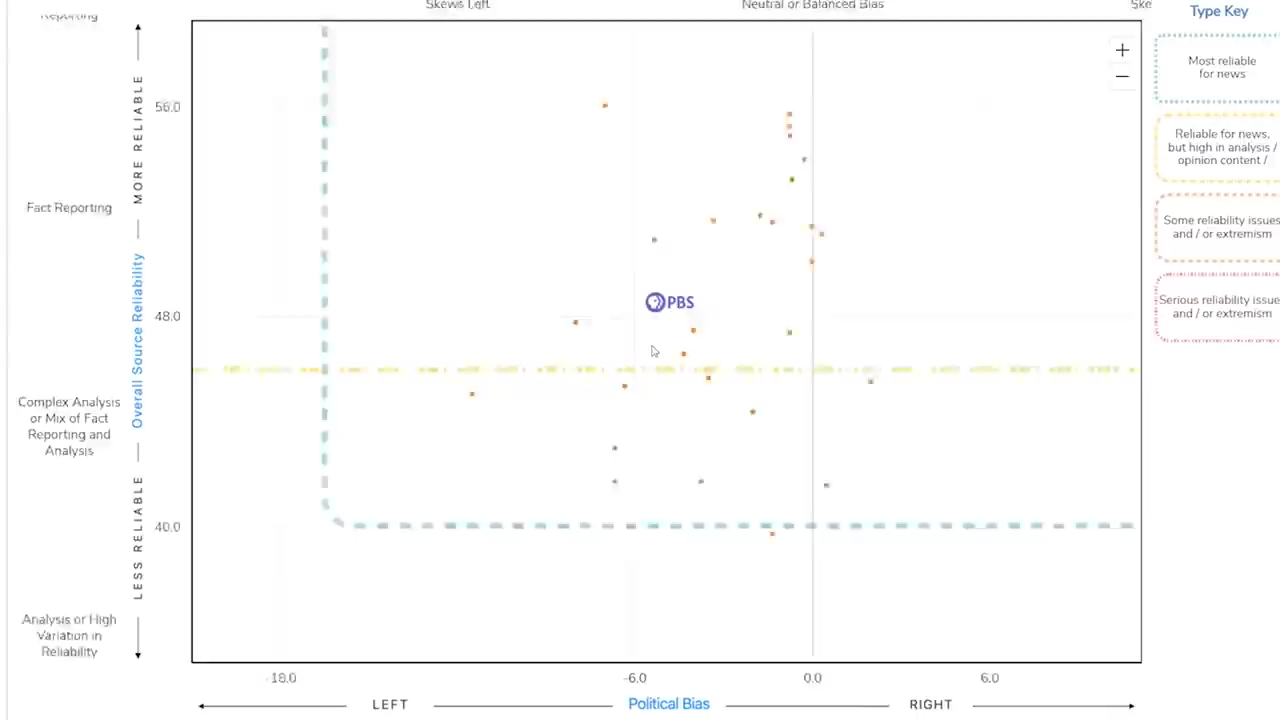 Skews Left
Neutral or Balanced Bias
Ske
Reporting
Type Key
Most reliable
for news
Reliable for news,
but high in analysis /
opinion content /
Some reliability issues
and / or extremism
Serious reliability issue
and / or extremism
MORE RELIABLE
Overall Source Reliability
LESS RELIABLE
56.0
Fact Reporting
48.0
Complex Analysis
or Mix of Fact
Reporting and
Analysis
40.0
Analysis or High
Variation in
Reliability
+
−
PBS
-18.0
-6.0
0.0
6.0
LEFT
Political Bias
RIGHT